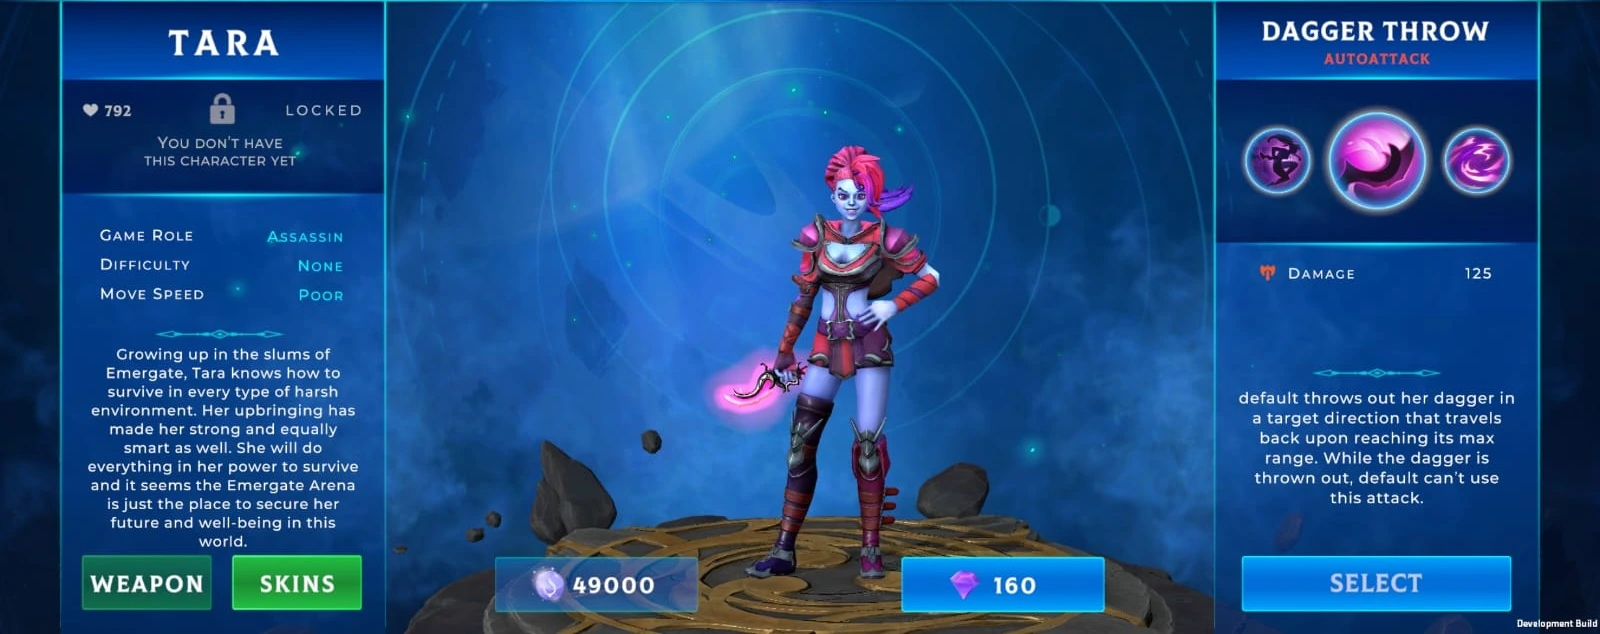 TARA
792
LOCKED
YOU DON'T HAVE
THIS CHARACTER YET
GAME ROLE ASSASSIN
DIFFICULTY NONE
MOVE SPEED POOR
Growing up in the slums of
Emergate, Tara knows how to
survive in every type of harsh
environment. Her upbringing has
made her strong and equally
smart as well. She will do
everything in her power to survive
and it seems the Emergate Arena
is just the place to secure her
future and well-being in this
world.
WEAPON
SKINS
49000
160
DAGGER THROW
AUTOATTACK
DAMAGE 125
default throws out her dagger in
a target direction that travels
back upon reaching its max
range. While the dagger is
thrown out, default can't use
this attack.
SELECT
Development Build